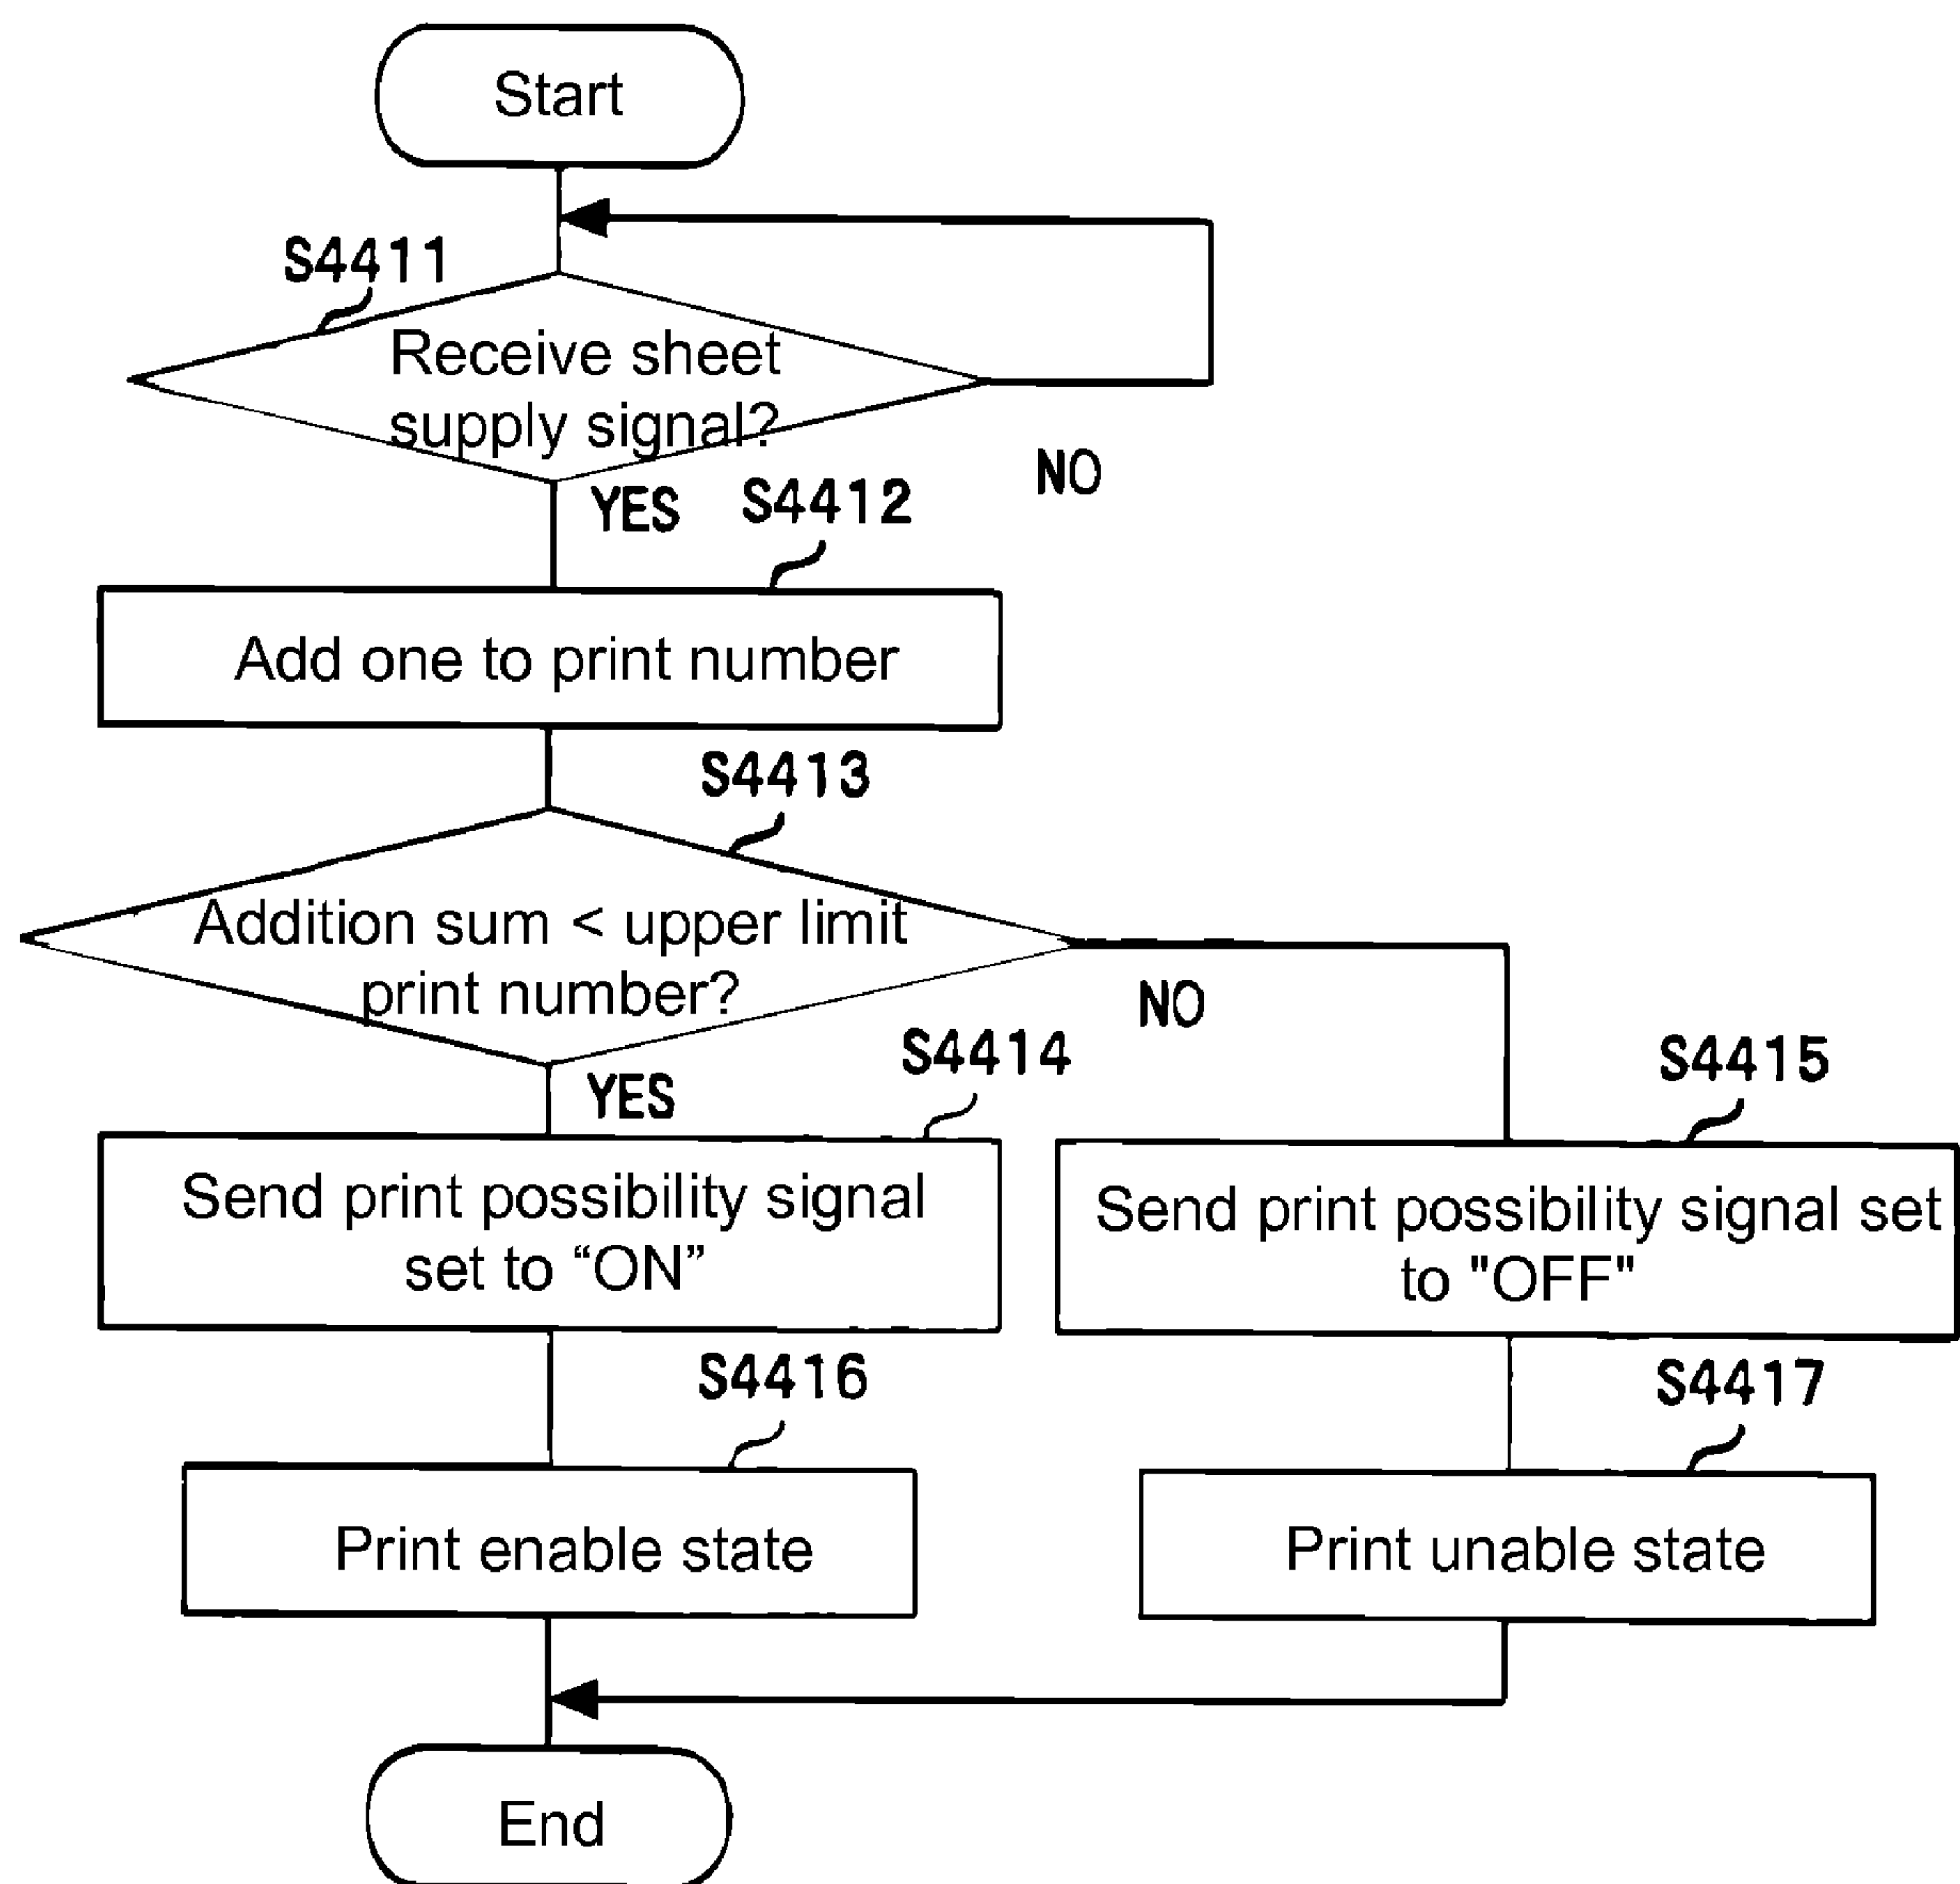 Start
S4411
Receive sheet
supply signal?
NO
YES
S4412
Add one to print number
S4413
Addition sum < upper limit
print number?
NO
YES
S4414
Send print possibility signal
set to “ON”
S4415
Send print possibility signal set
to "OFF"
S4416
Print enable state
S4417
Print unable state
End